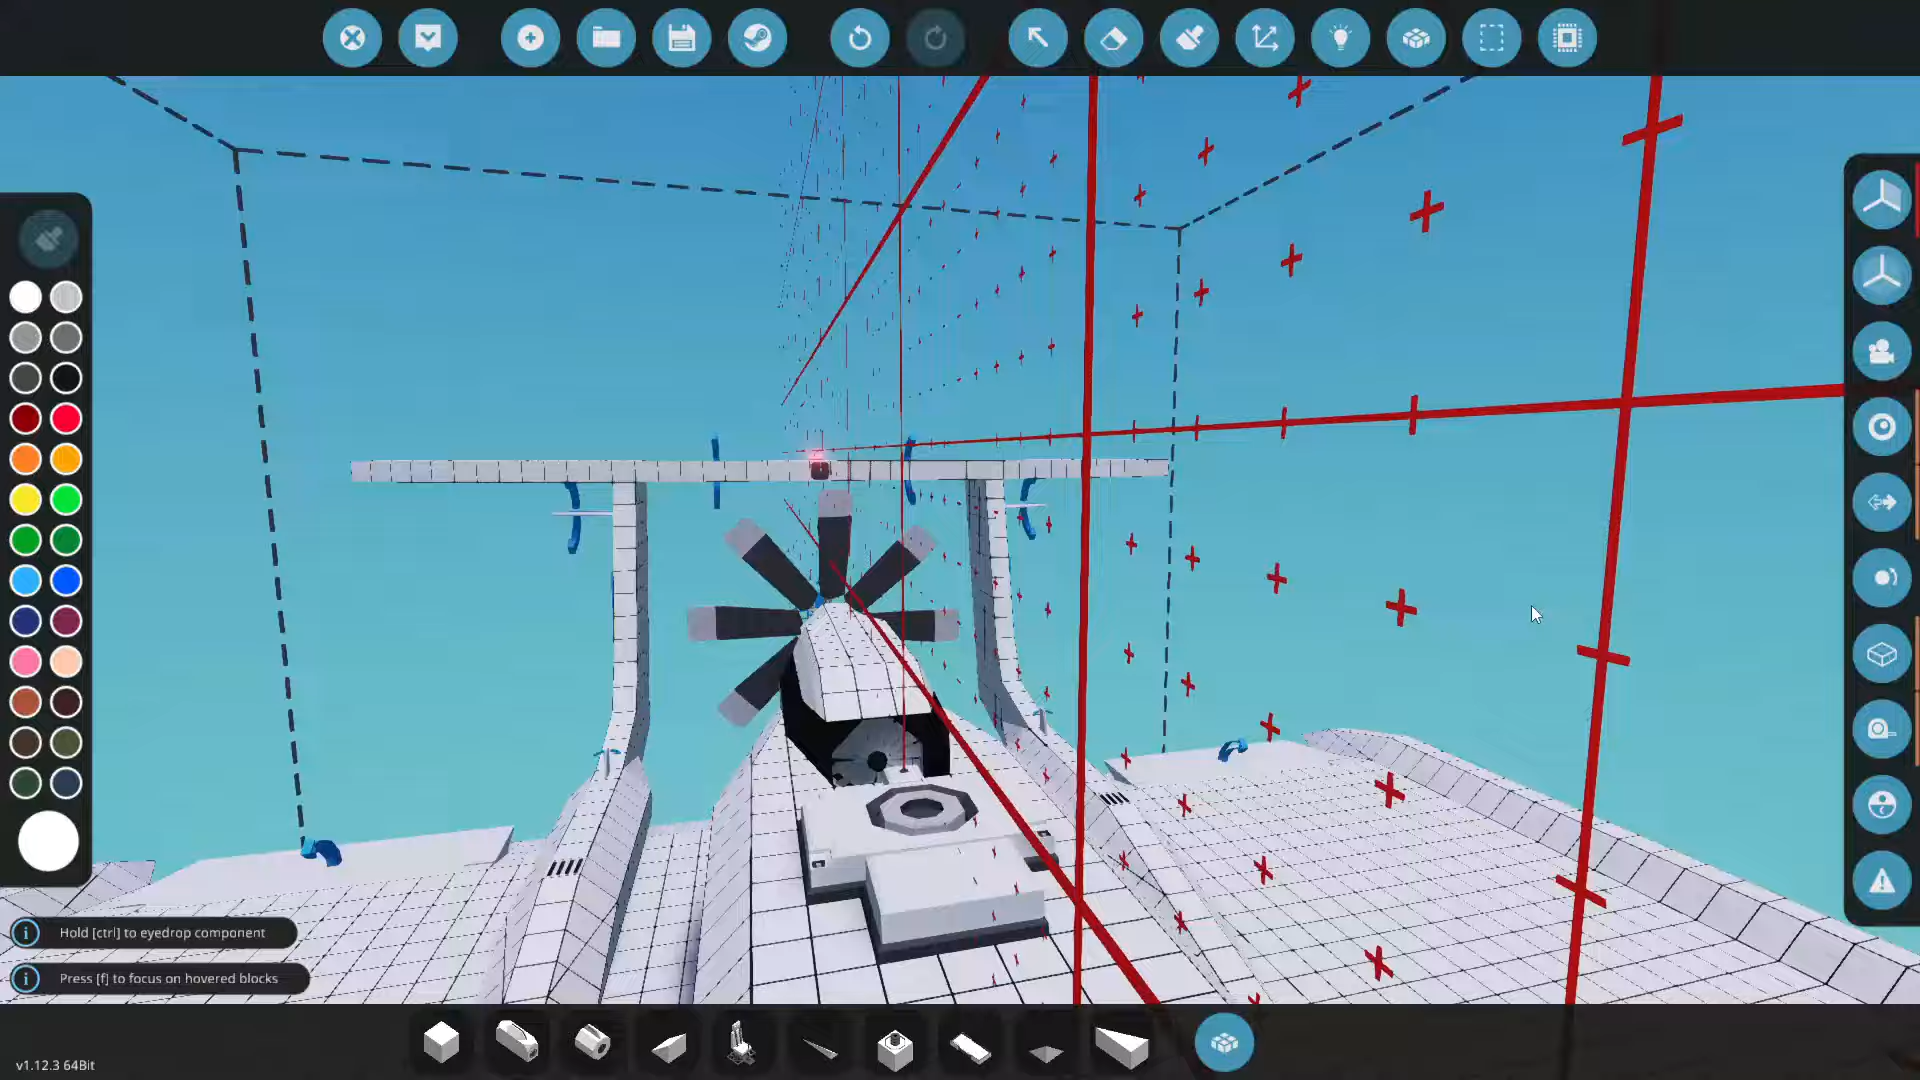 Hold [ctrl] to eyedrop component
Press [f] to focus on hovered blocks
v1.12.3 64Bit